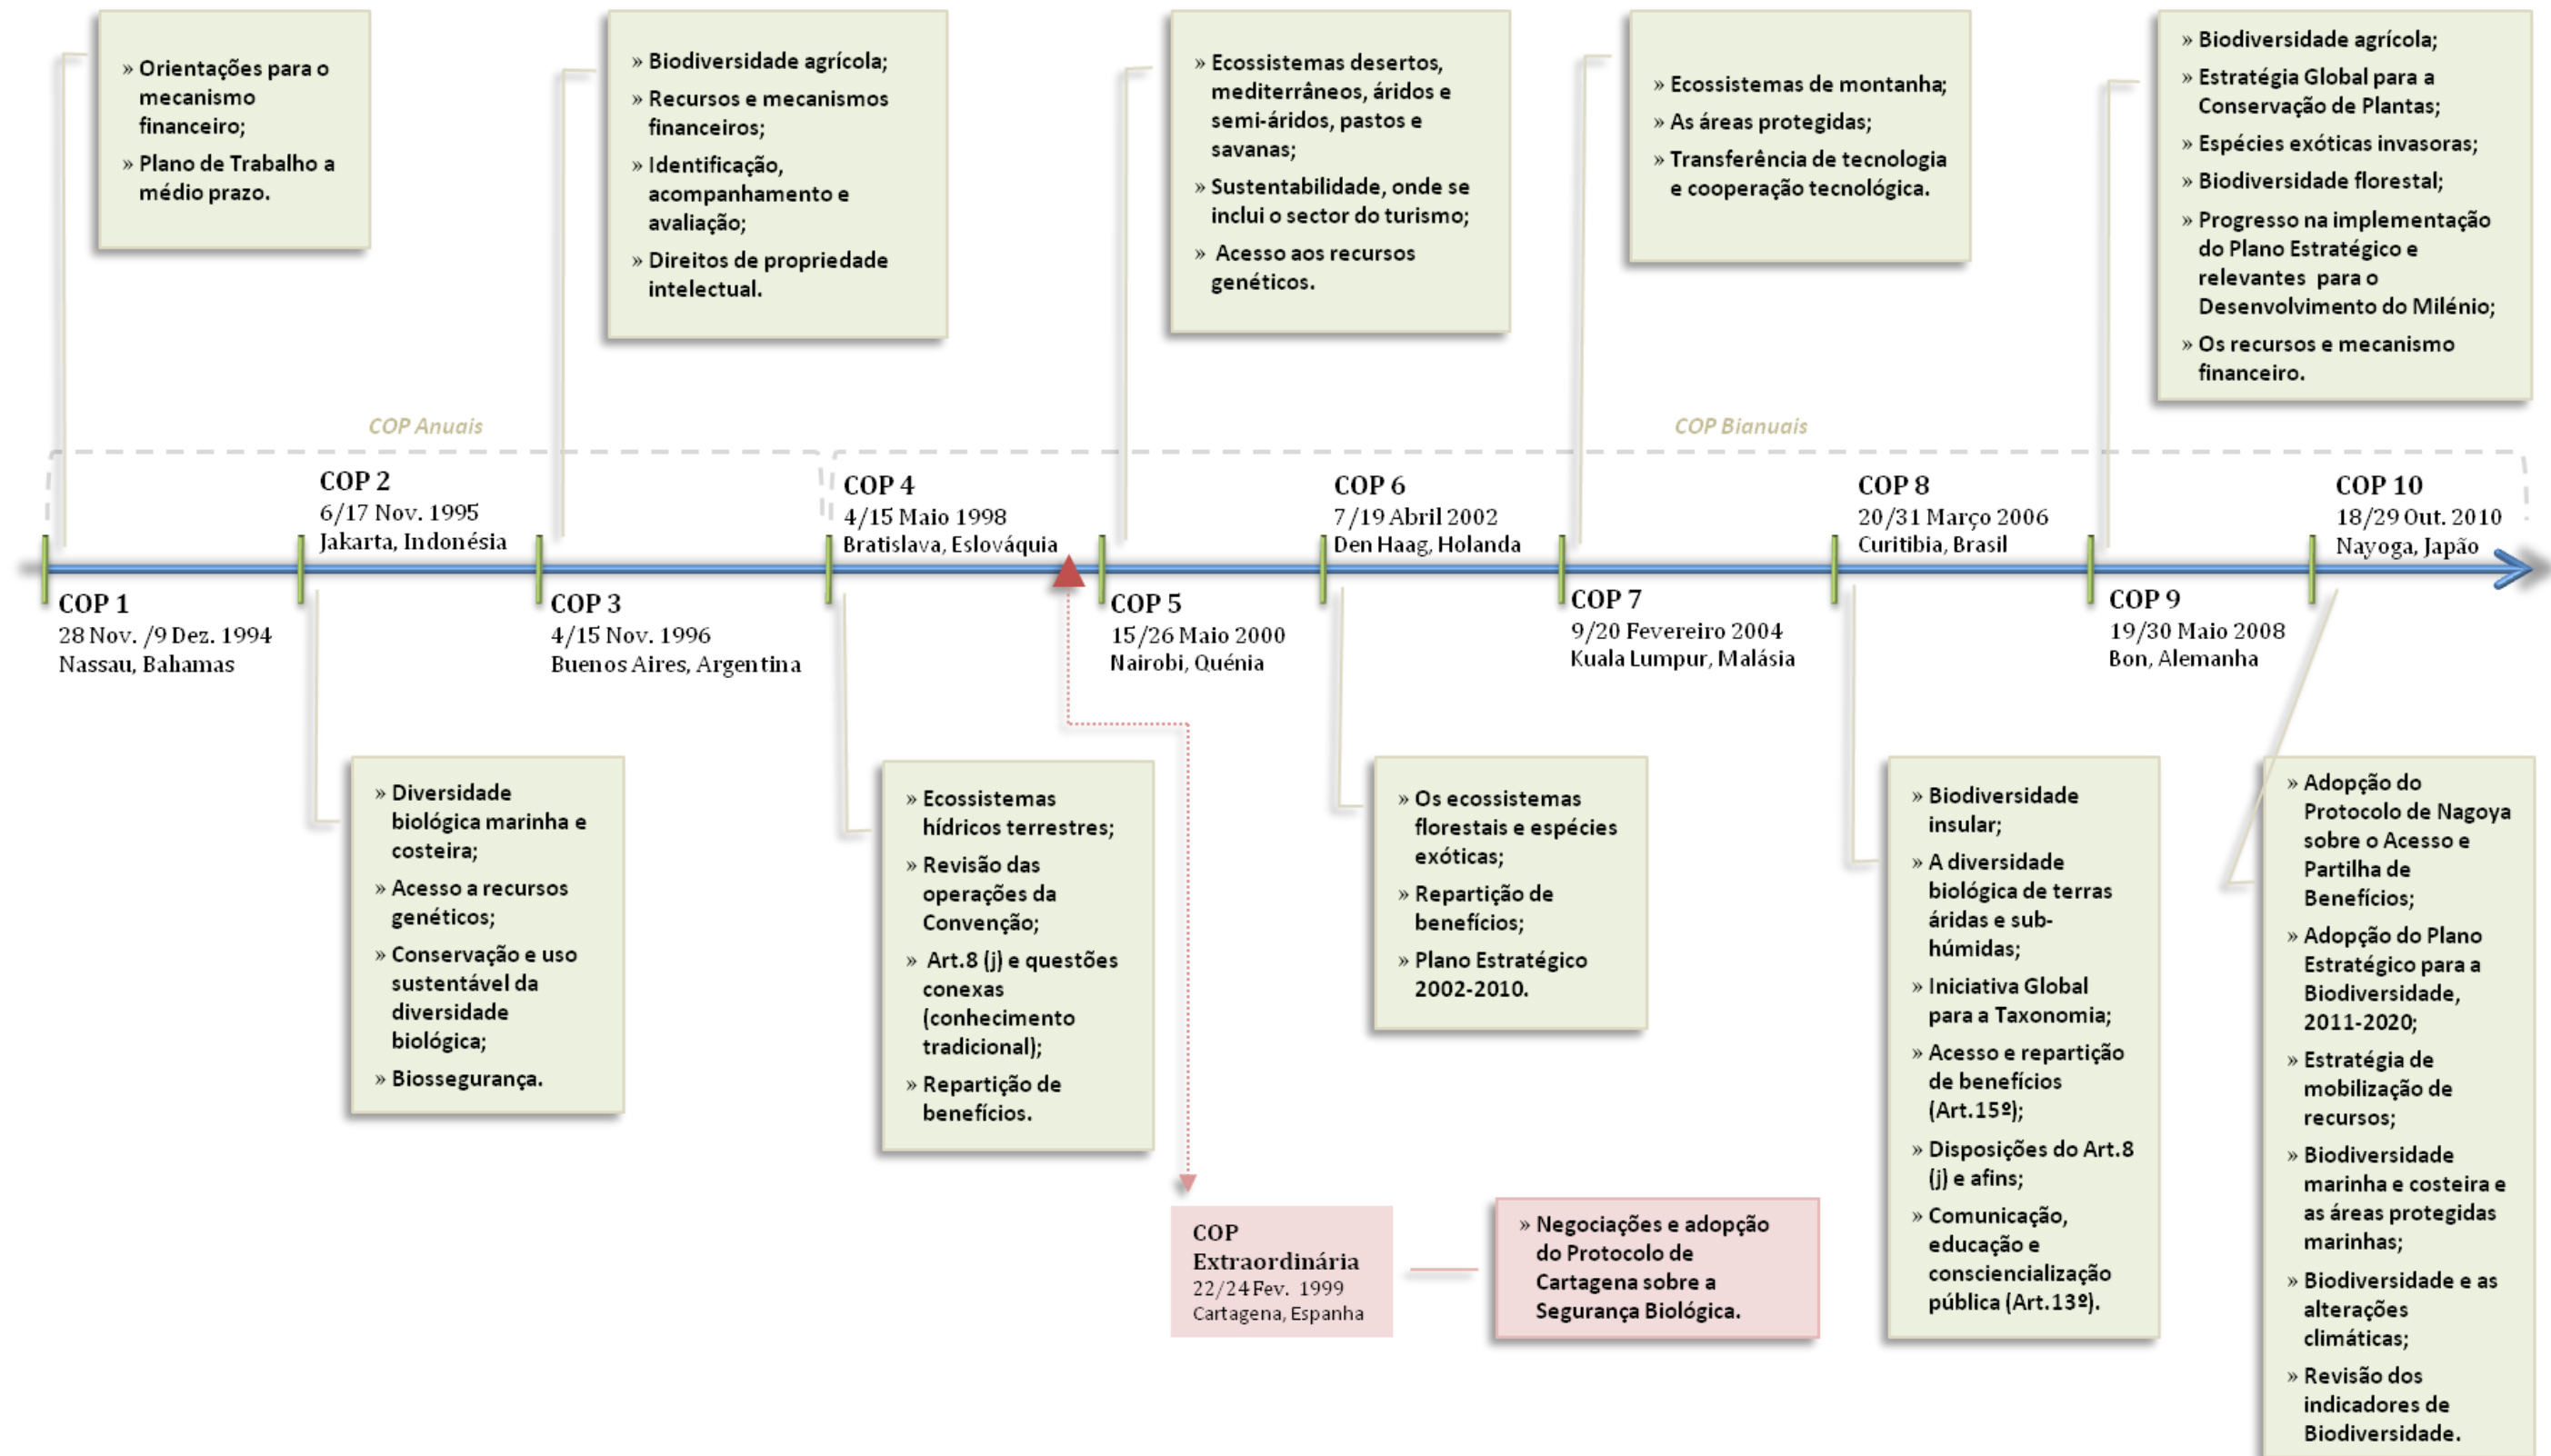 » Orientações para o
mecanismo
financeiro;
» Plano de Trabalho a
médio prazo.
» Biodiversidade agrícola;
» Recursos e mecanismos
financeiros;
» Identificação,
acompanhamento e
avaliação;
» Direitos de propriedade
intelectual.
» Ecossistemas desertos,
mediterrâneos, áridos e
semi-áridos, pastos e
savanas;
» Sustentabilidade, onde se
inclui o sector do turismo;
» Acesso aos recursos
genéticos.
» Ecossistemas de montanha;
» As áreas protegidas;
» Transferência de tecnologia
e cooperação tecnológica.
» Biodiversidade agrícola;
» Estratégia Global para a
Conservação de Plantas;
» Espécies exóticas invasoras;
» Biodiversidade florestal;
» Progresso na implementação
do Plano Estratégico e
relevantes para o
Desenvolvimento do Milénio;
» Os recursos e mecanismo
financeiro.
COP Anuais
COP Bianuais
COP 1
28 Nov. /9 Dez. 1994
Nassau, Bahamas
COP 2
6/17 Nov. 1995
Jakarta, Indonésia
COP 3
4/15 Nov. 1996
Buenos Aires, Argentina
COP 4
4/15 Maio 1998
Bratislava, Eslováquia
COP 5
15/26 Maio 2000
Nairobi, Quénia
COP 6
7/19 Abril 2002
Den Haag, Holanda
COP 7
9/20 Fevereiro 2004
Kuala Lumpur, Malásia
COP 8
20/31 Março 2006
Curitibia, Brasil
COP 9
19/30 Maio 2008
Bon, Alemanha
COP 10
18/29 Out. 2010
Nayoga, Japão
» Diversidade
biológica marinha e
costeira;
» Acesso a recursos
genéticos;
» Conservação e uso
sustentável da
diversidade
biológica;
» Biossegurança.
» Ecossistemas
hídricos terrestres;
» Revisão das
operações da
Convenção;
» Art.8 (j) e questões
conexas
(conhecimento
tradicional);
» Repartição de
benefícios.
» Os ecossistemas
florestais e espécies
exóticas;
» Repartição de
benefícios;
» Plano Estratégico
2002-2010.
» Biodiversidade
insular;
» A diversidade
biológica de terras
áridas e sub-
húmidas;
» Iniciativa Global
para a Taxonomia;
» Acesso e repartição
de benefícios
(Art.15º);
» Disposições do Art.8
(j) e afins;
» Comunicação,
educação e
consciencialização
pública (Art.13º).
» Adopção do
Protocolo de Nagoya
sobre o Acesso e
Partilha de
Benefícios;
» Adopção do Plano
Estratégico para a
Biodiversidade,
2011-2020;
» Estratégia de
mobilização de
recursos;
» Biodiversidade
marinha e costeira e
as áreas protegidas
marinhas;
» Biodiversidade e as
alterações
climáticas;
» Revisão dos
indicadores de
Biodiversidade.
COP
Extraordinária
22/24 Fev. 1999
Cartagena, Espanha
» Negociações e adopção
do Protocolo de
Cartagena sobre a
Segurança Biológica.